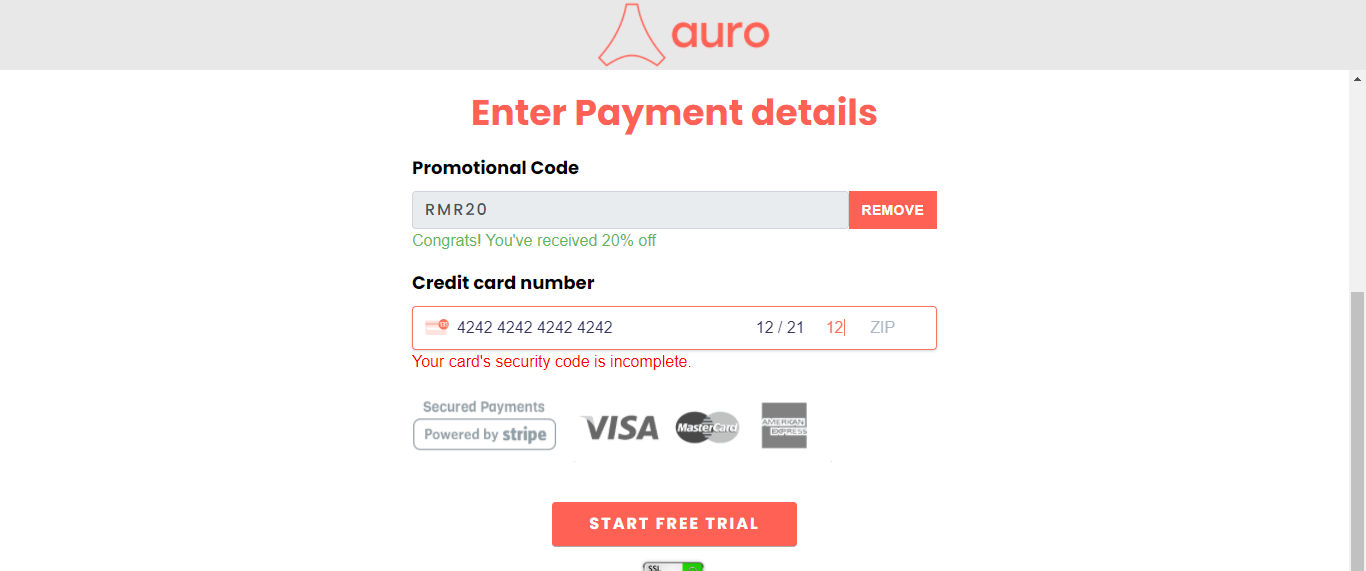 auro
Enter Payment details
Promotional Code
RMR20 REMOVE
Congrats! You've received 20% off
Credit card number
4242 4242 4242 4242 12 / 21 12 ZIP
Your card's security code is incomplete.
Secured Payments
Powered by stripe
VISA MasterCard AMERICAN EXPRESS
START FREE TRIAL
SSL